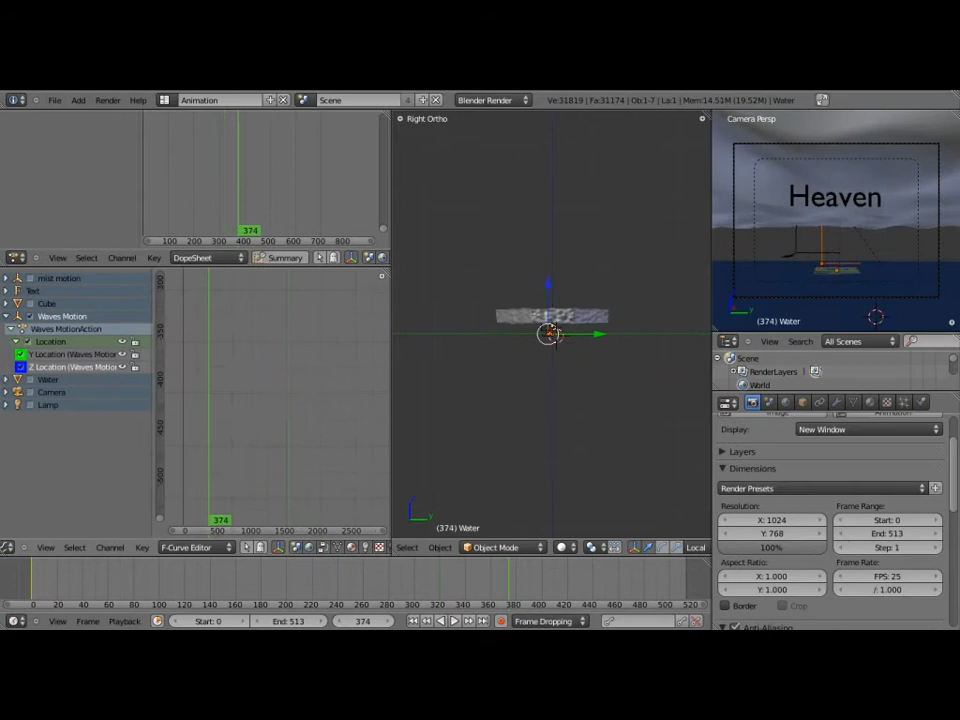 File Add Render Help Animation Scene 4 Blender Render Ve:31819 | Fa:31174 | Ob:1-7 | La:1 | Mem:14.51M (19.52M) | Water
Right Ortho
Camera Persp
Heaven
374
100 200 300 400 500 600 700 800
View Select Channel Key DopeSheet Summary
mist motion
Text
Cube
Waves Motion
Waves MotionAction
Location
Y Location (Waves Motion
Z Location (Waves Motion
Water
Camera
Lamp
-300
-350
-400
-450
-500
374
0 500 1000 1500 2000 2500
View Select Channel Key F-Curve Editor
z
y
(374) Water
Select Object Object Mode Local
(374) Water
View Search All Scenes
Scene
RenderLayers
World
Image Animation
Display: New Window
Layers
Dimensions
Render Presets
Resolution: Frame Range:
X: 1024 Start: 0
Y: 768 End: 513
100% Step: 1
Aspect Ratio: Frame Rate:
X: 1.000 FPS: 25
Y: 1.000 /: 1.000
Border Crop
Anti-Aliasing
0 20 40 60 80 100 120 140 160 180 200 220 240 260 280 300 320 340 360 380 400 420 440 460 480 500 520
View Frame Playback Start: 0 End: 513 374 Frame Dropping